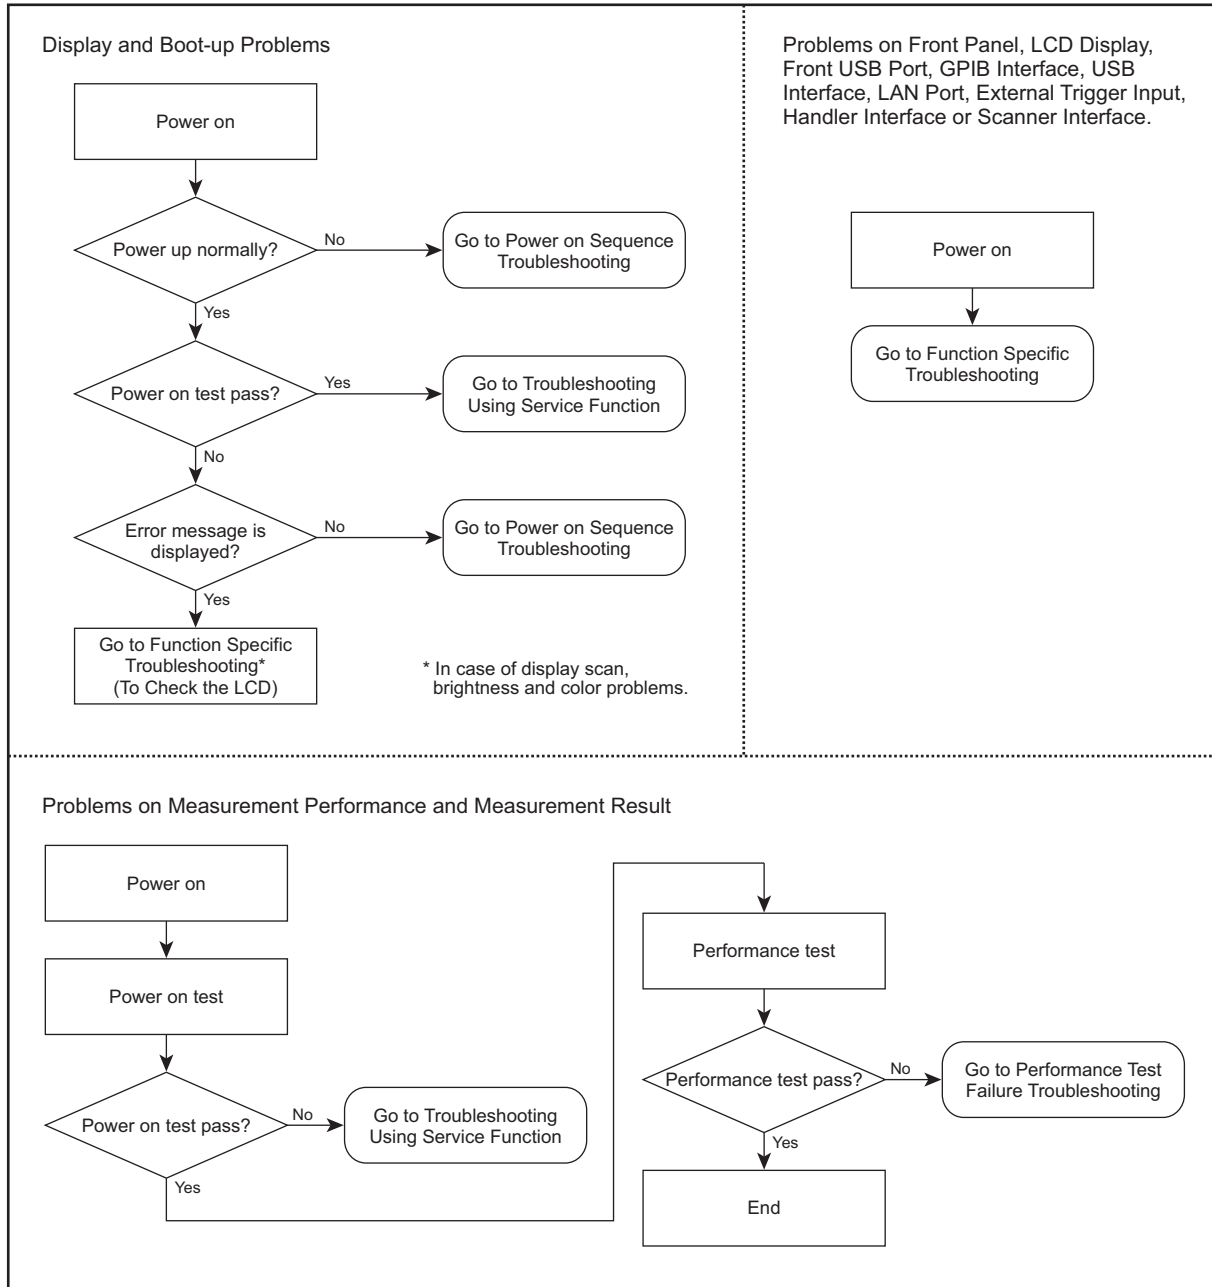 Display and Boot-up Problems
Power on
Power up normally?
No
Go to Power on Sequence
Troubleshooting
Yes
Power on test pass?
Yes
Go to Troubleshooting
Using Service Function
No
Error message is
displayed?
No
Go to Power on Sequence
Troubleshooting
Yes
Go to Function Specific
Troubleshooting*
(To Check the LCD)
* In case of display scan,
brightness and color problems.
Problems on Front Panel, LCD Display,
Front USB Port, GPIB Interface, USB
Interface, LAN Port, External Trigger Input,
Handler Interface or Scanner Interface.
Power on
Go to Function Specific
Troubleshooting
Problems on Measurement Performance and Measurement Result
Power on
Power on test
Power on test pass?
No
Go to Troubleshooting
Using Service Function
Yes
Performance test
Performance test pass?
No
Go to Performance Test
Failure Troubleshooting
Yes
End